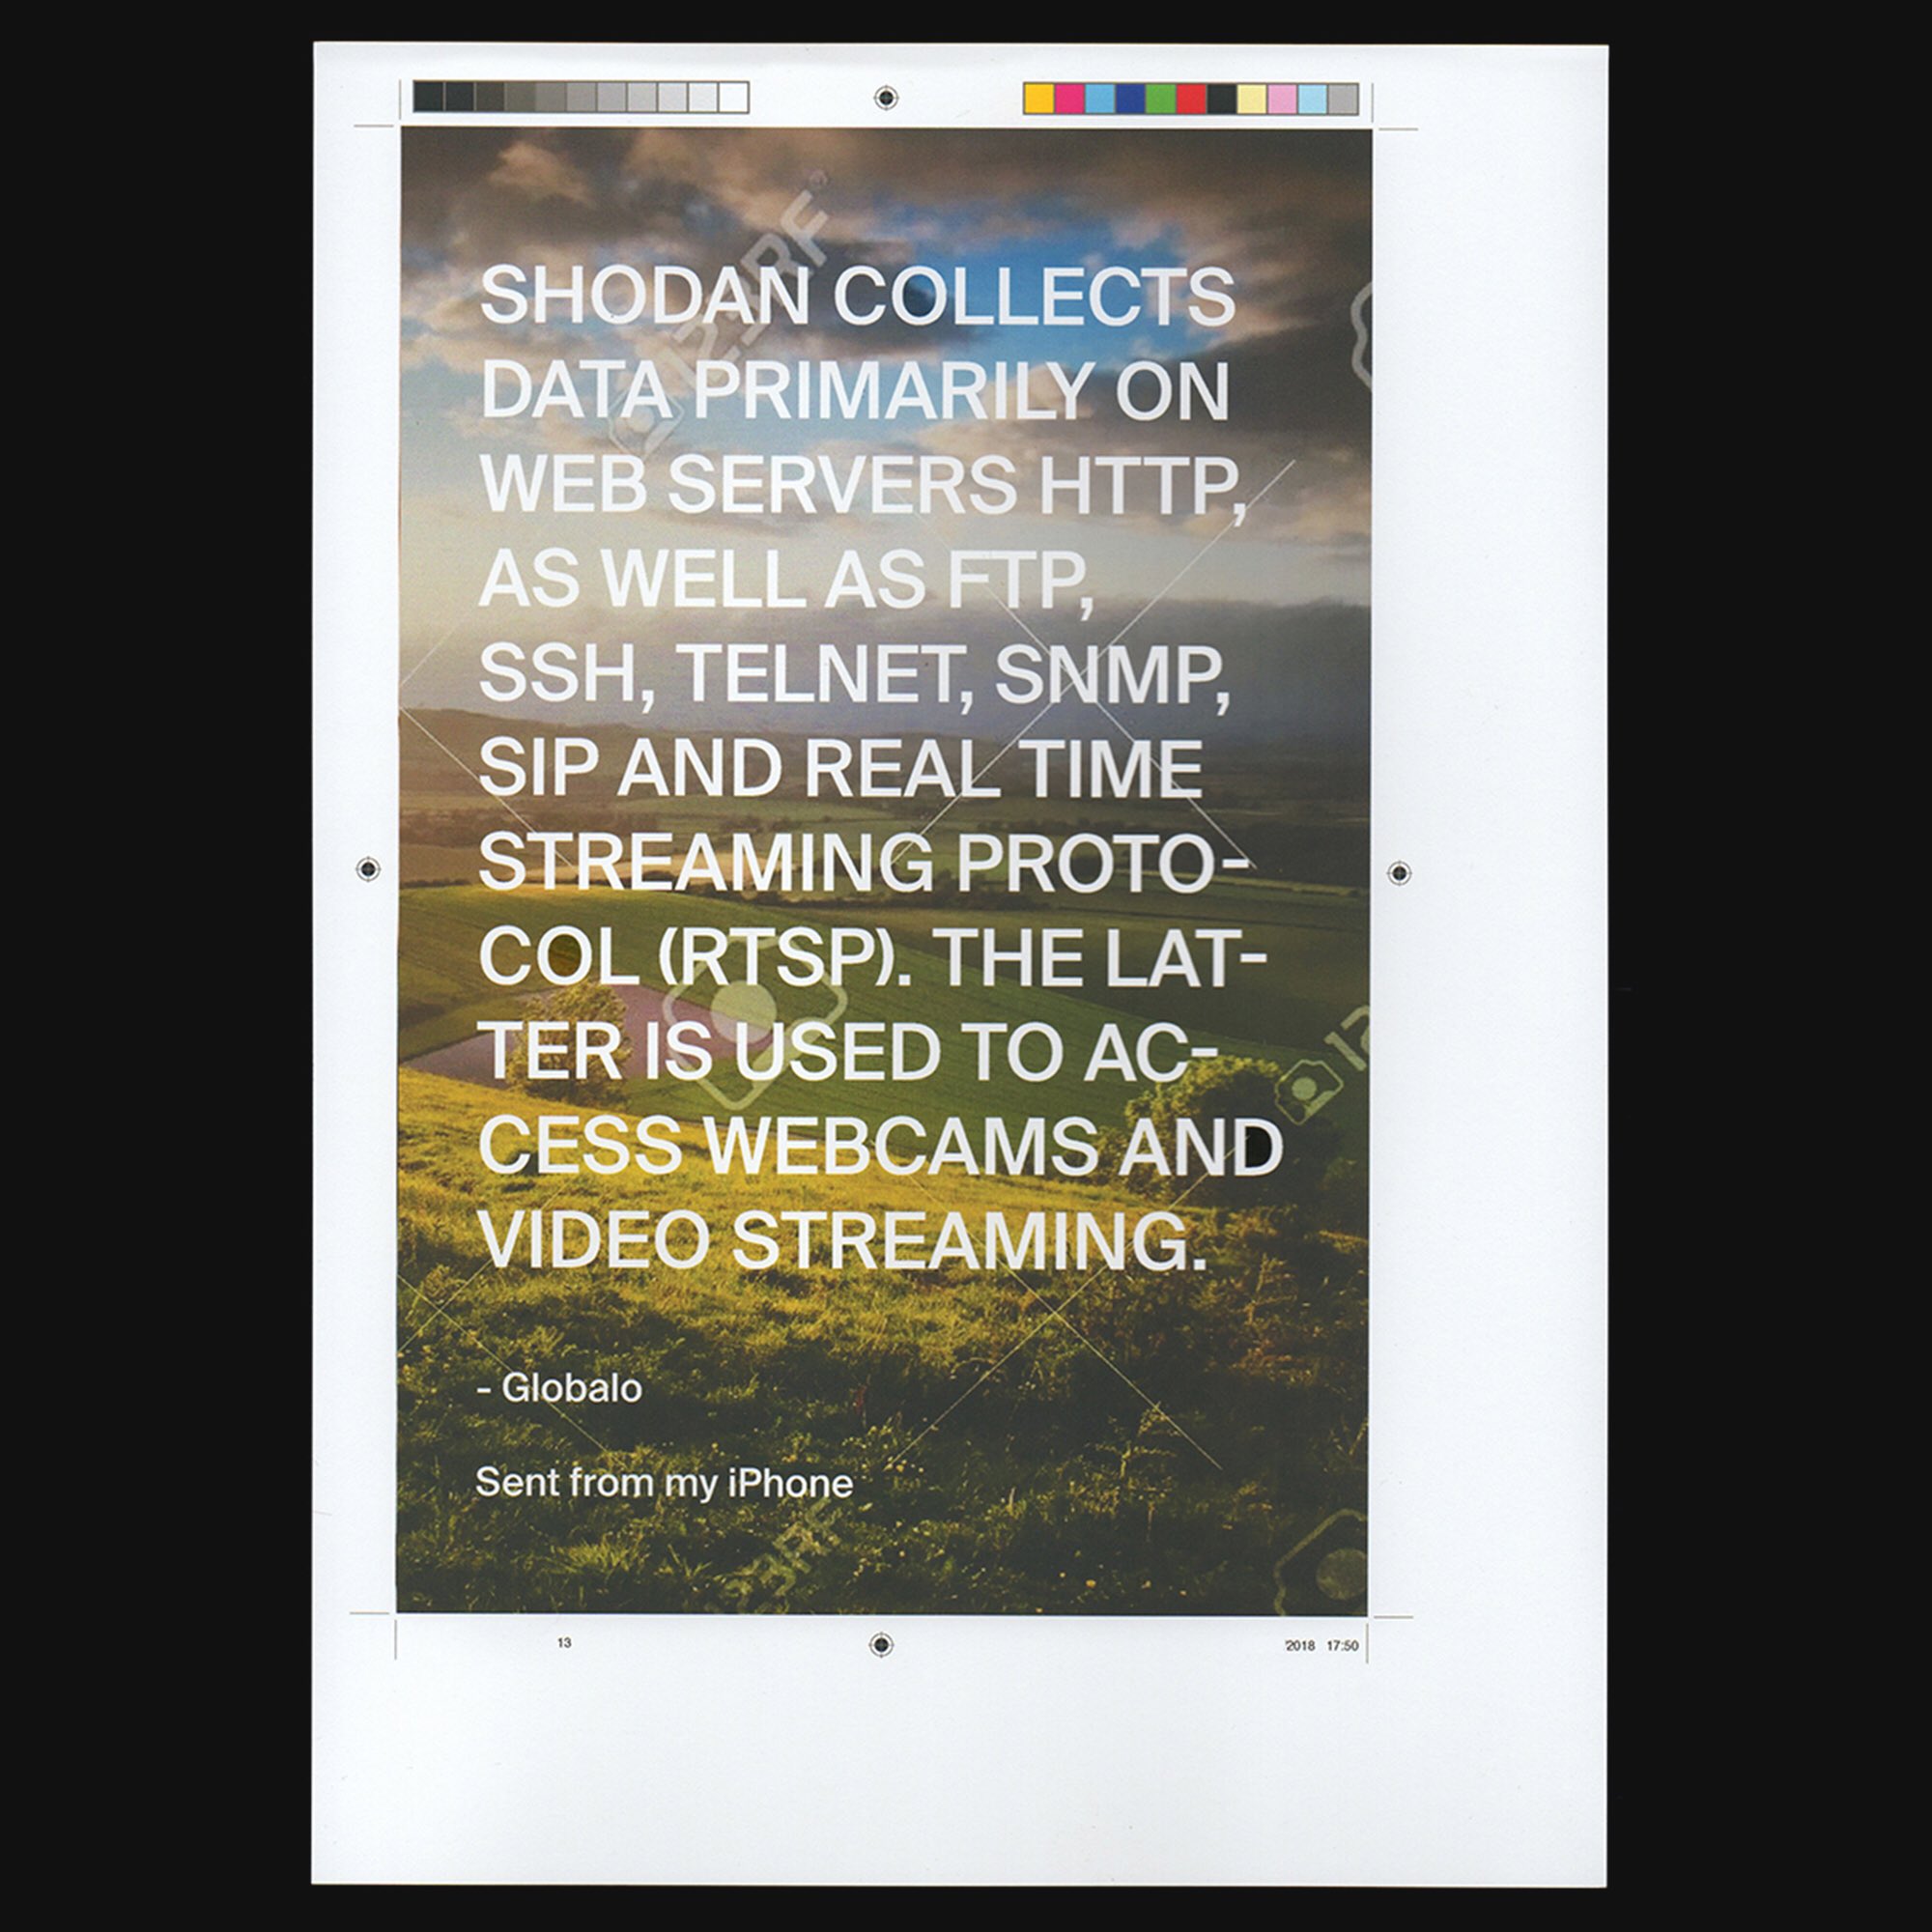 123RF
SHODAN COLLECTS
DATA PRIMARILY ON
WEB SERVERS HTTP,
AS WELL AS FTP,
SSH, TELNET, SNMP,
SIP AND REAL TIME
STREAMING PROTO-
COL (RTSP). THE LAT-
TER IS USED TO AC-
CESS WEBCAMS AND
VIDEO STREAMING.
- Globalo
Sent from my iPhone
13
2018 17:50